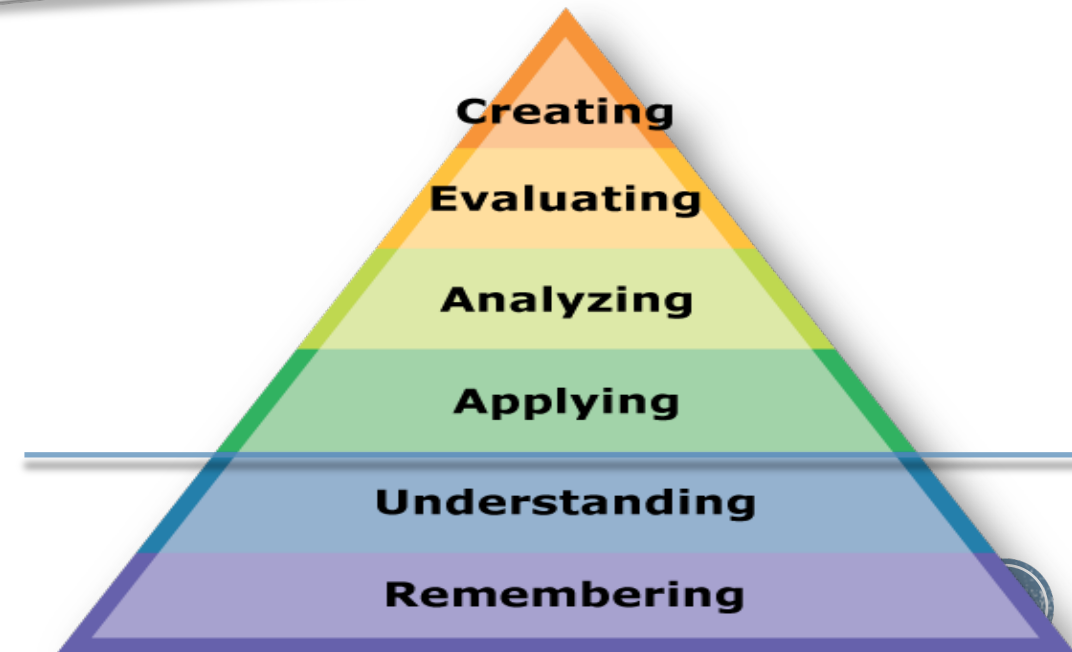 Creating
Evaluating
Analyzing
Applying
Understanding
Remembering